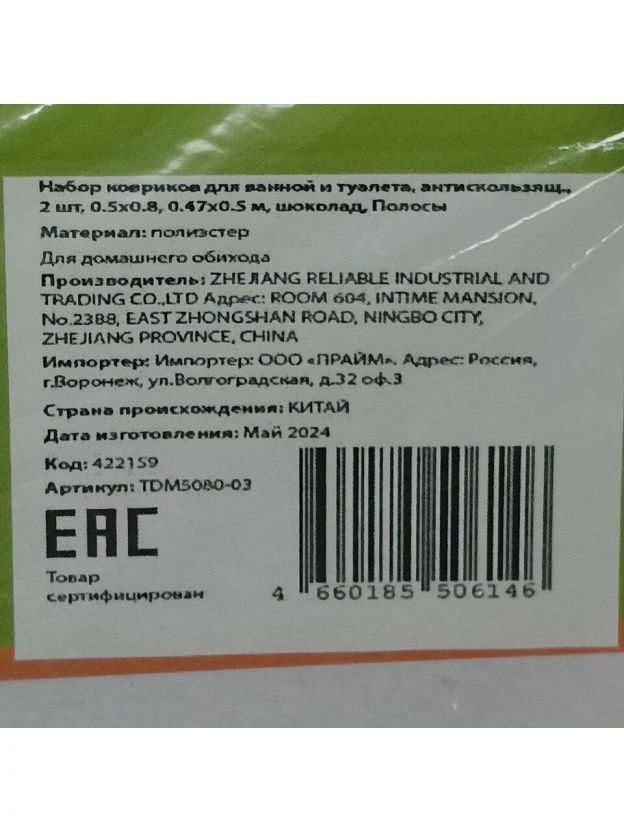 Набор ковриков для ванной и туалета, антискользящ.,
2 шт, 0.5x0.8, 0.47x0.5 м, шоколад, Полосы
Материал: полиэстер
Для домашнего обихода
Производитель: ZHEJIANG RELIABLE INDUSTRIAL AND
TRADING CO.,LTD Адрес: ROOM 604, INTIME MANSION,
No.2388, EAST ZHONGSHAN ROAD, NINGBO CITY,
ZHEJIANG PROVINCE, CHINA
Импортер: Импортер: ООО «ПРАЙМ». Адрес: Россия,
г.Воронеж, ул.Волгоградская, д.32 оф.3
Страна происхождения: КИТАЙ
Дата изготовления: Май 2024
Код: 422159
Артикул: TDM5080-03
EAC
Товар
сертифицирован
4 660185 506146